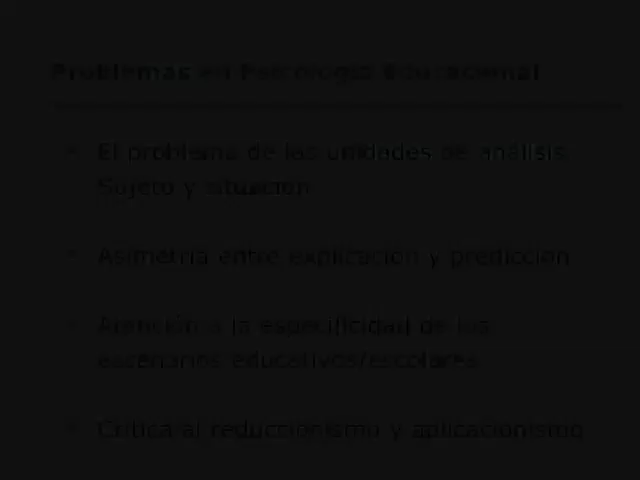 Problemas en Psicología Educacional
El problema de las unidades de análisis
Sujeto y situación
Asimetría entre explicación y predicción
Atención a la especificidad de los
escenarios educativos/escolares
Crítica al reduccionismo y aplicacionismo